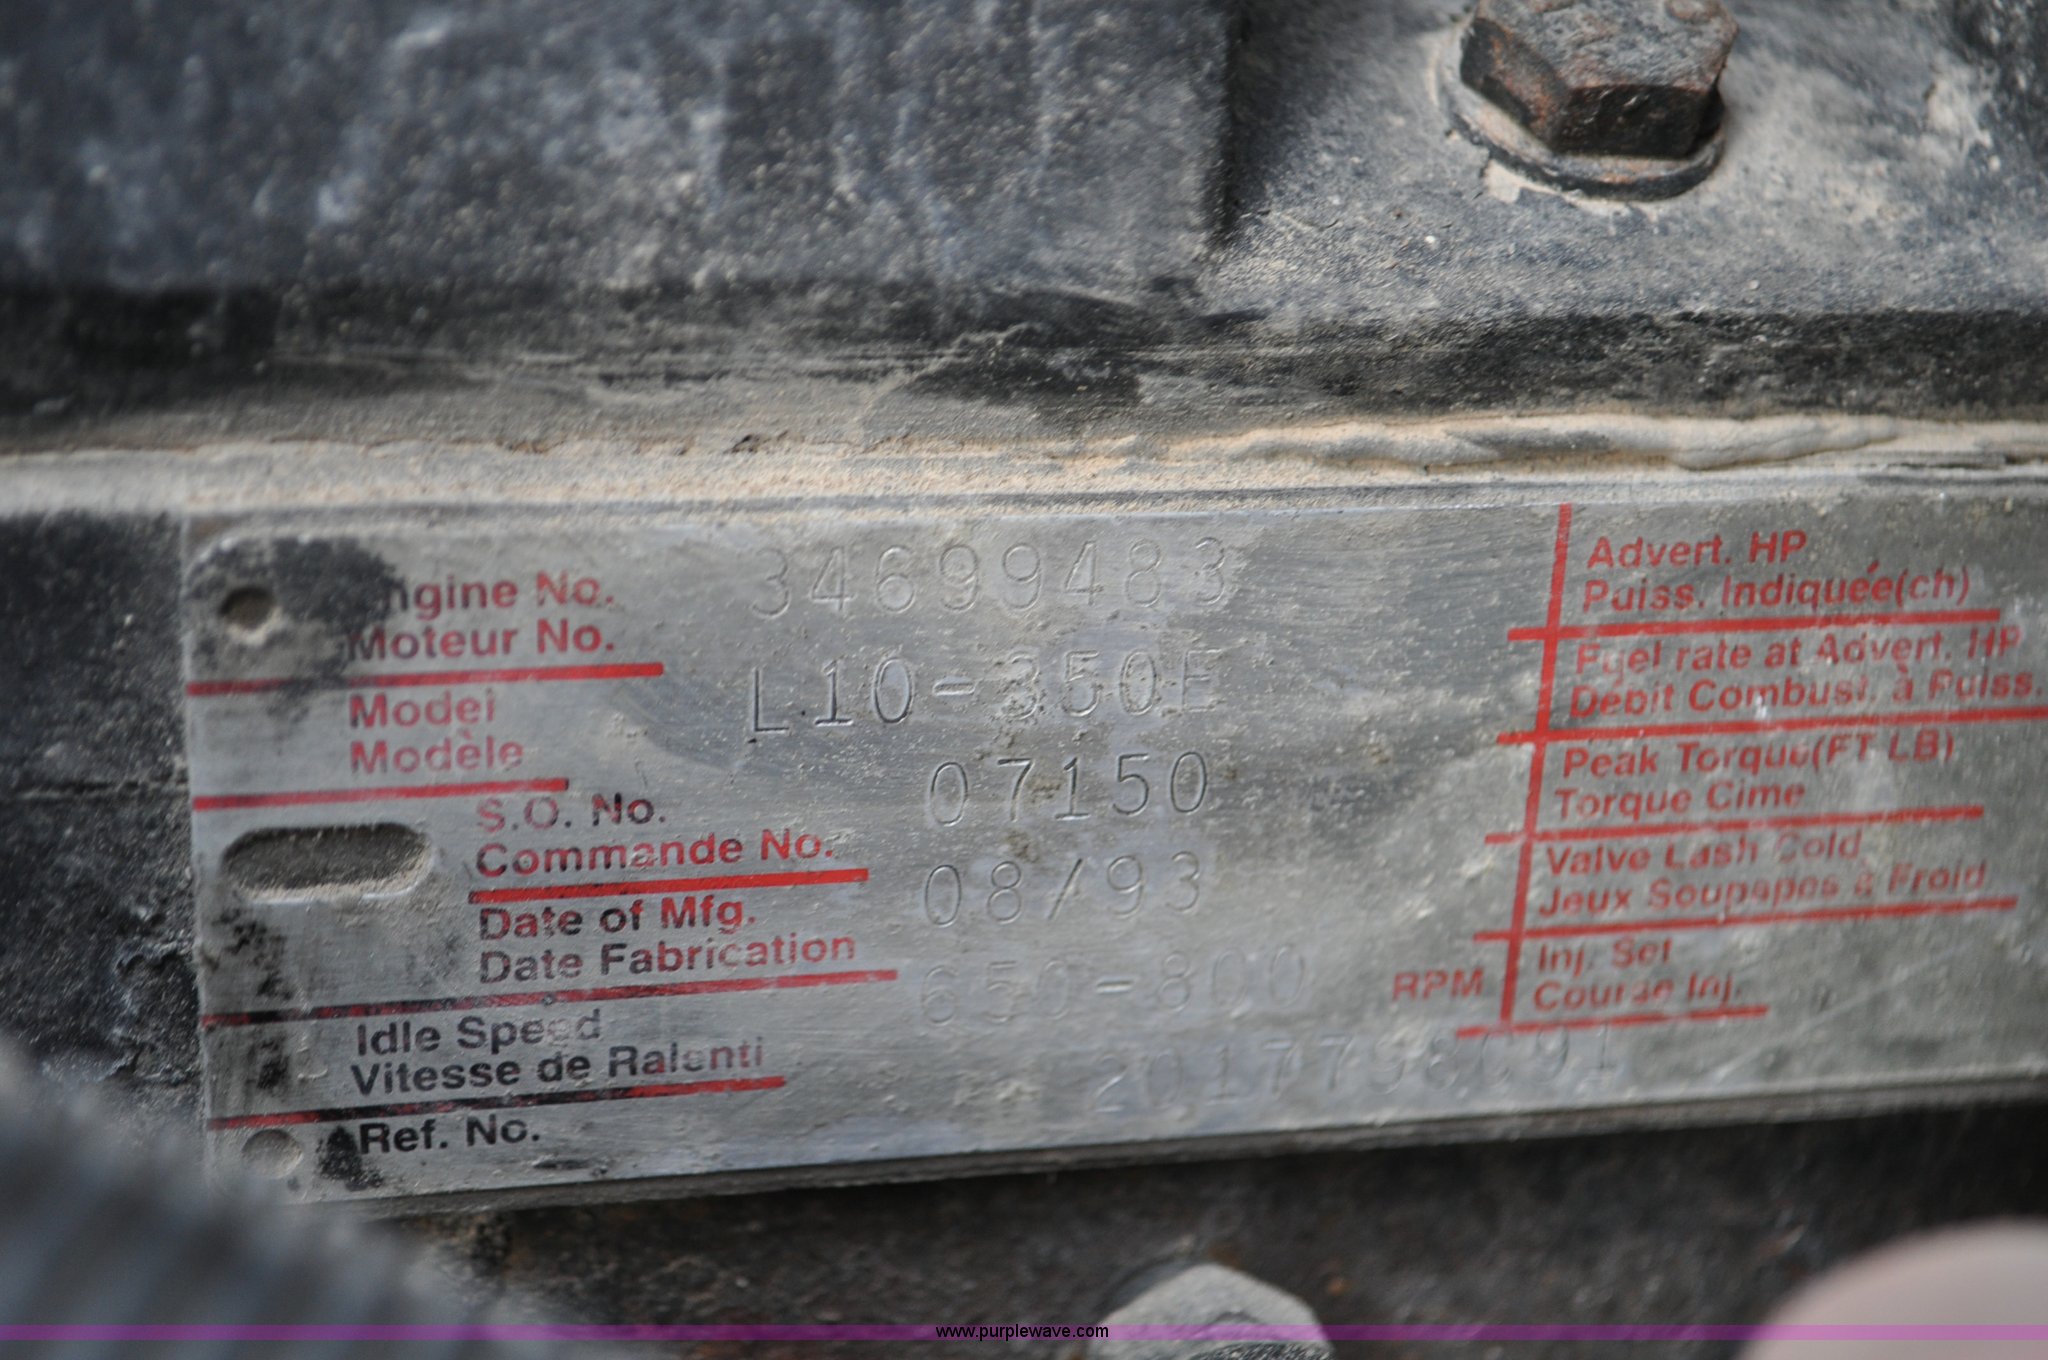 Engine No. 34699483
Moteur No.
Model L10-350E
Modèle
S.O. No. 07150
Commande No.
Date of Mfg. 08/93
Date Fabrication
Idle Speed 650-800 RPM
Vitesse de Ralenti
Ref. No. 2017798C91
Advert. HP
Puiss. Indiquée(ch)
Fuel rate at Advert. HP
Débit Combust. à Puiss.
Peak Torque(FT LB)
Torque Cime
Valve Lash Cold
Jeux Soupapes à Froid
Inj. Set
Course Inj.
www.purplewave.com